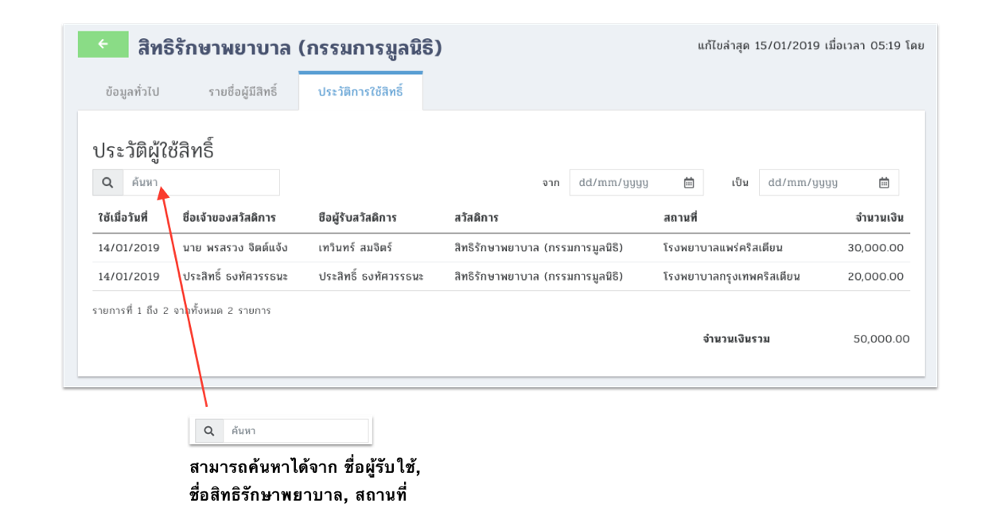 สิทธิรักษาพยาบาล (กรรมการมูลนิธิ)
แก้ไขล่าสุด 15/01/2019 เมื่อเวลา 05:19 โดย
ข้อมูลทั่วไป รายชื่อผู้มีสิทธิ์ ประวัติการใช้สิทธิ์
ประวัติผู้ใช้สิทธิ์
ค้นหา จาก dd/mm/yyyy เป็น dd/mm/yyyy
ใช้เมื่อวันที่ ชื่อเจ้าของสวัสดิการ ชือผู้รับสวัสดิการ สวัสดิการ สถานที่ จำนวนเงิน
14/01/2019 นาย พรสรวง จิตต์แจ้ง เทวินทร์ สมจิตร์ สิทธิรักษาพยาบาล (กรรมการมูลนิธิ) โรงพยาบาลแพร่คริสเตียน 30,000.00
14/01/2019 ประสิทธิ์ ธงทัศวรรธนะ ประสิทธิ์ ธงทัศวรรธนะ สิทธิรักษาพยาบาล (กรรมการมูลนิธิ) โรงพยาบาลกรุงเทพคริสเตียน 20,000.00
รายการที่ 1 ถึง 2 จากทั้งหมด 2 รายการ
จำนวนเงินรวม 50,000.00
ค้นหา
สามารถค้นหาได้จาก ชื่อผู้รับใช้,
ชื่อสิทธิรักษาพยาบาล, สถานที่